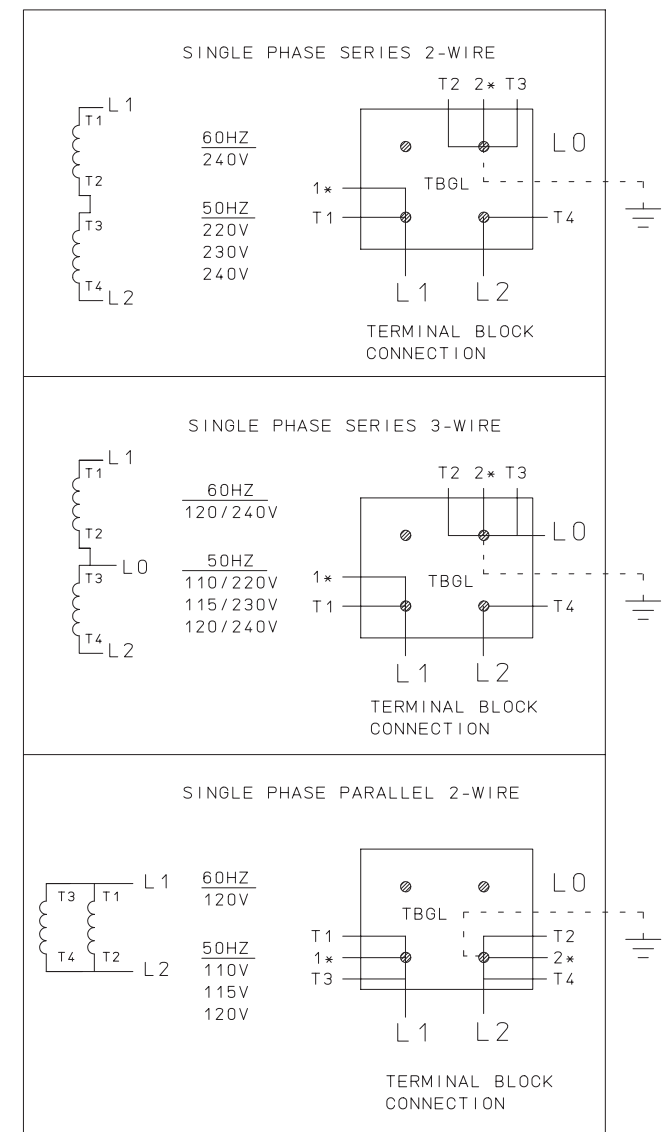 SINGLE PHASE SERIES 2-WIRE
T2 2* T3
L1
T1
60HZ
240V
LO
T2
1*
TBGL
50HZ
220V
230V
240V
T3
T1
T4
T4
L2
L1 L2
TERMINAL BLOCK
CONNECTION
SINGLE PHASE SERIES 3-WIRE
L1
T1
T2 2* T3
60HZ
120/240V
T2
LO
LO
T3
50HZ
110/220V
115/230V
120/240V
1*
TBGL
T1
T4
T4
L2
L1 L2
TERMINAL BLOCK
CONNECTION
SINGLE PHASE PARALLEL 2-WIRE
L1
60HZ
120V
LO
T3 T1
TBGL
T1
T2
T4 T2
50HZ
110V
115V
120V
1*
2*
L2
T3
T4
L1 L2
TERMINAL BLOCK
CONNECTION